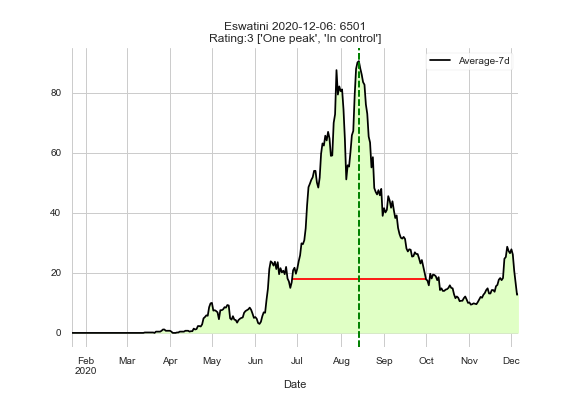 Eswatini 2020-12-06: 6501
Rating:3 ['One peak', 'In control']
Average-7d
80
60
40
20
0
Feb Mar Apr May Jun Jul Aug Sep Oct Nov Dec
2020
Date